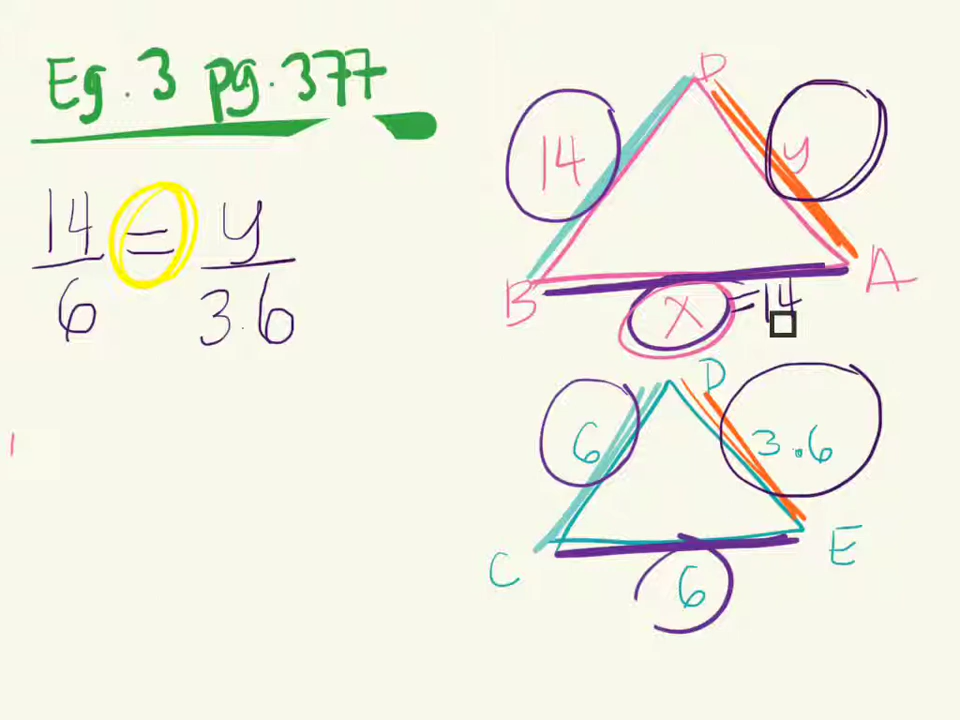 Eg. 3 pg. 377
14/6 = y/3.6
D
14
y
B
A
x = 14
D
6
3.6
C
E
6